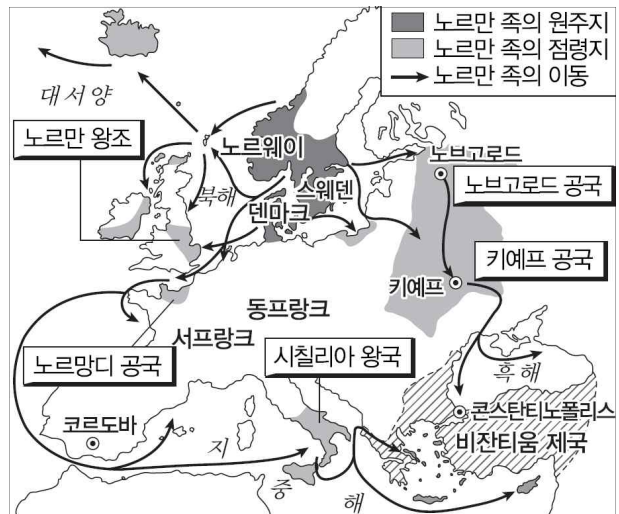 노르만 족의 원주지
노르만 족의 점령지
노르만 족의 이동
대서양
노르만 왕조
노르웨이
노브고로드
북해
스웨덴
노브고로드 공국
덴마크
키예프 공국
키예프
동프랑크
서프랑크
노르망디 공국
시칠리아 왕국
흑해
코르도바
콘스탄티노폴리스
비잔티움 제국
지
중
해